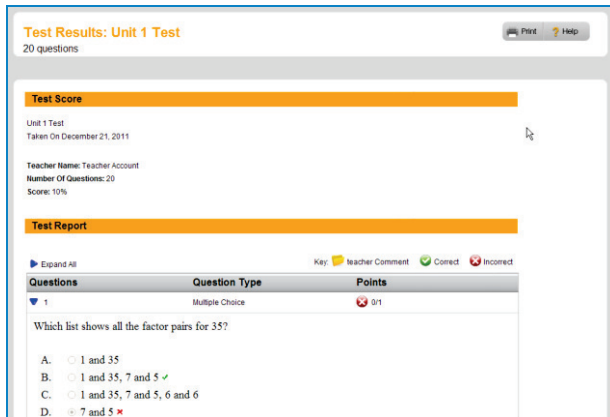 Test Results: Unit 1 Test
Print Help
20 questions
Test Score
Unit 1 Test
Taken On December 21, 2011
Teacher Name: Teacher Account
Number Of Questions: 20
Score: 10%
Test Report
Expand All Key: teacher Comment Correct Incorrect
Questions Question Type Points
1 Multiple Choice 0/1
Which list shows all the factor pairs for 35?
A. 1 and 35
B. 1 and 35, 7 and 5
C. 1 and 35, 7 and 5, 6 and 6
D. 7 and 5